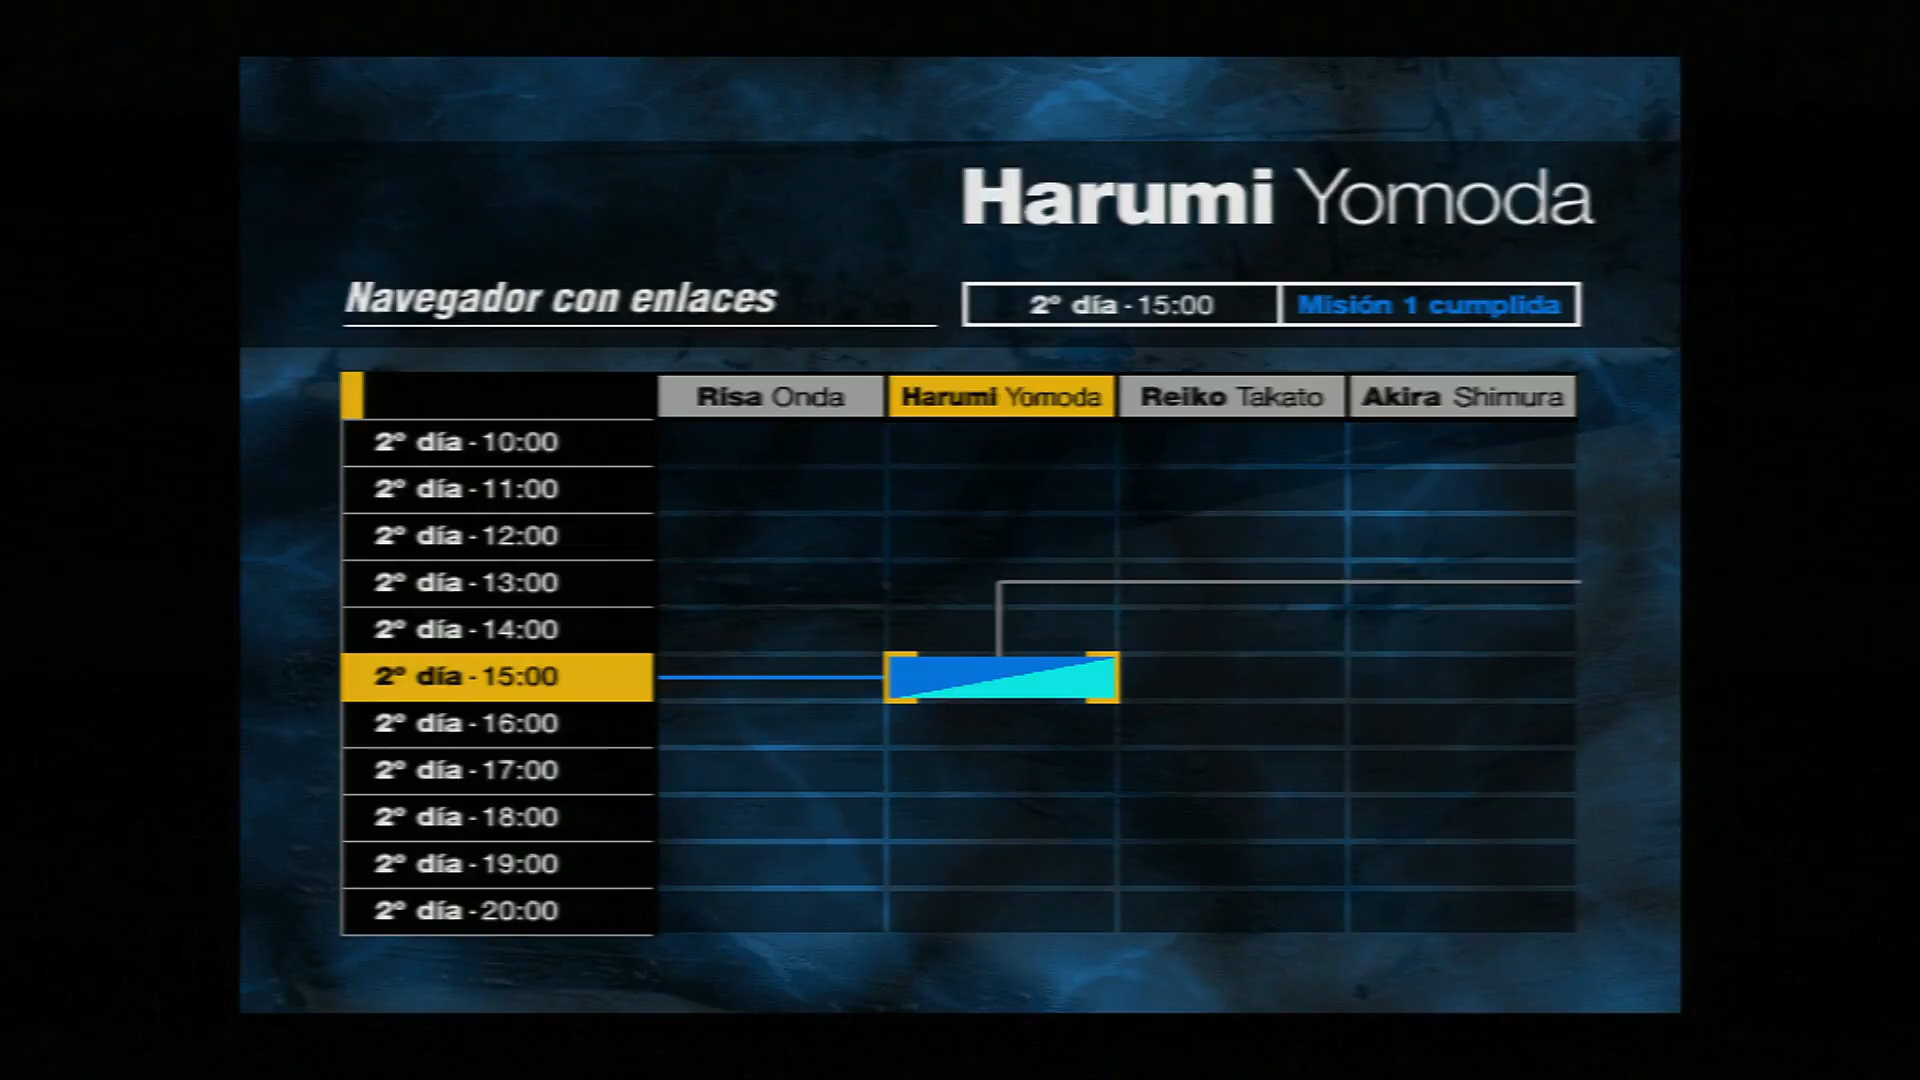 Harumi Yomoda
Navegador con enlaces
2º día - 15:00
Misión 1 cumplida
Risa Onda
Harumi Yomoda
Reiko Takato
Akira Shimura
2º día - 10:00
2º día - 11:00
2º día - 12:00
2º día - 13:00
2º día - 14:00
2º día - 15:00
2º día - 16:00
2º día - 17:00
2º día - 18:00
2º día - 19:00
2º día - 20:00